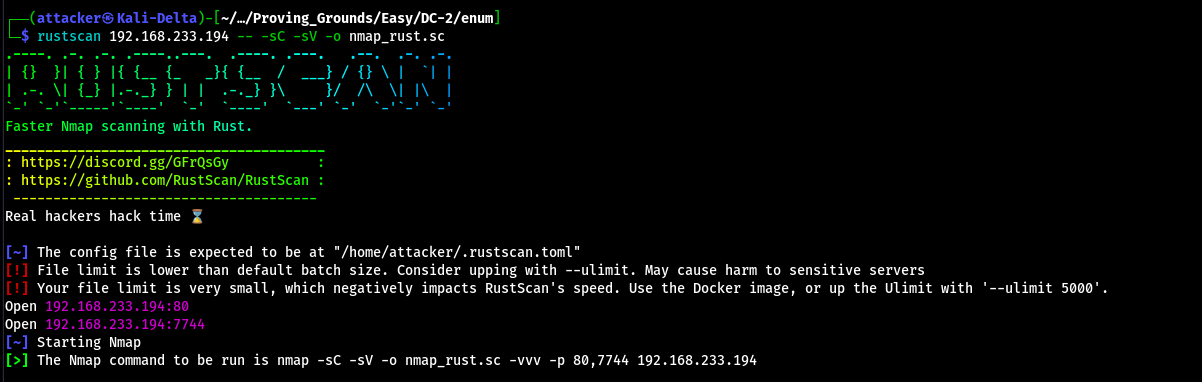 ┌──(attacker㉿Kali-Delta)-[~/…/Proving_Grounds/Easy/DC-2/enum]
└─$ rustscan 192.168.233.194 -- -sC -sV -o nmap_rust.sc
.----. .-. .-. .----..---.  .----. .---.   .--.  .-. .-.
| {}  }| { } |{ {__ {_   _}{ {__  /  ___} / {} \ |  `| |
| .-. \| {_} |.-._} } | |  .-._} }\     }/  /\  \| |\  |
`-' `-'`-----'`----'  `-'  `----'  `---' `-'  `-'`-' `-'
Faster Nmap scanning with Rust.
________________________________________
: https://discord.gg/GFrQsGy           :
: https://github.com/RustScan/RustScan :
 --------------------------------------
Real hackers hack time ⌛
[~] The config file is expected to be at "/home/attacker/.rustscan.toml"
[!] File limit is lower than default batch size. Consider upping with --ulimit. May cause harm to sensitive servers
[!] Your file limit is very small, which negatively impacts RustScan's speed. Use the Docker image, or up the Ulimit with '--ulimit 5000'.
Open 192.168.233.194:80
Open 192.168.233.194:7744
[~] Starting Nmap
[>] The Nmap command to be run is nmap -sC -sV -o nmap_rust.sc -vvv -p 80,7744 192.168.233.194